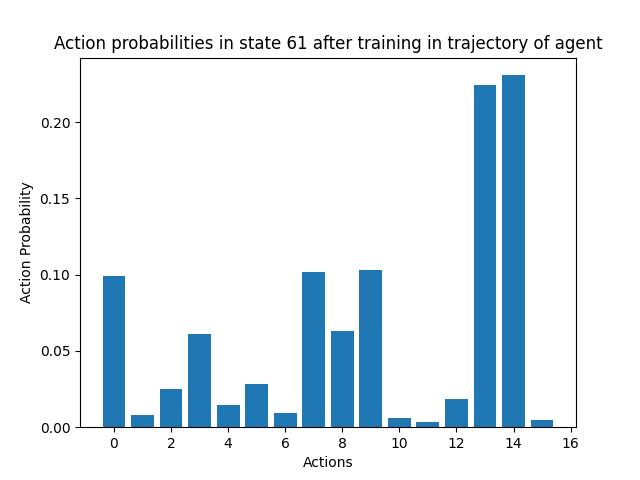 Action probabilities in state 61 after training in trajectory of agent
0.20
0.15
0.10
0.05
0.00
Action Probability
0 2 4 6 8 10 12 14 16
Actions